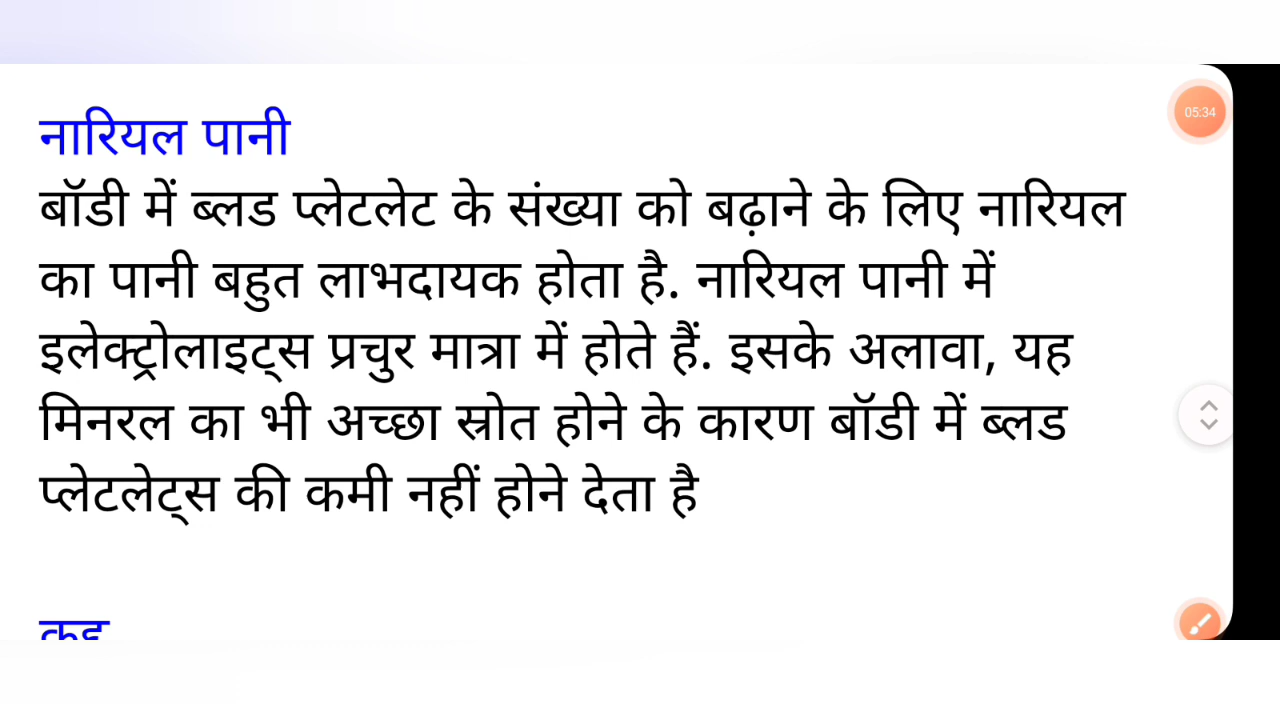 नारियल पानी
05:34
बॉडी में ब्लड प्लेटलेट के संख्या को बढ़ाने के लिए नारियल
का पानी बहुत लाभदायक होता है. नारियल पानी में
इलेक्ट्रोलाइट्स प्रचुर मात्रा में होते हैं. इसके अलावा, यह
मिनरल का भी अच्छा स्रोत होने के कारण बॉडी में ब्लड
प्लेटलेट्स की कमी नहीं होने देता है